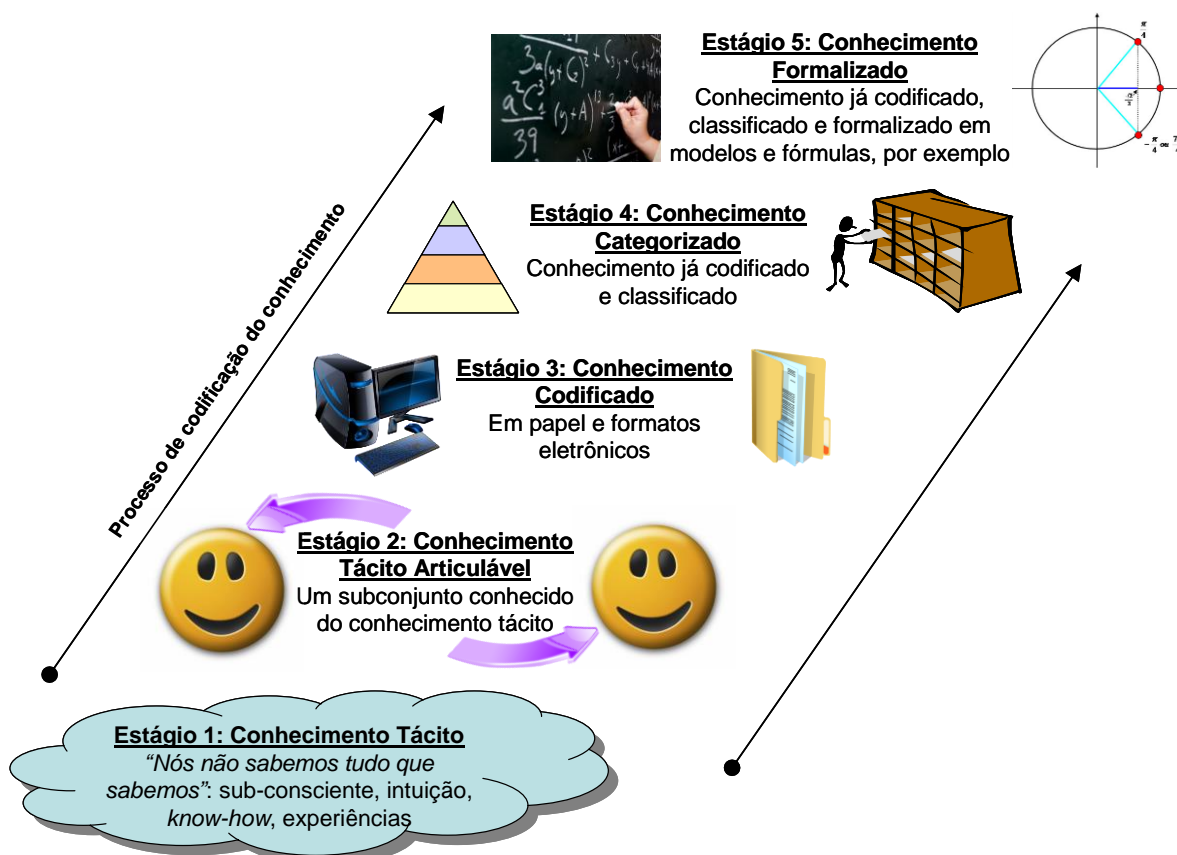 Estágio 5: Conhecimento
Formalizado
Conhecimento já codificado,
classificado e formalizado em
modelos e fórmulas, por exemplo
Estágio 4: Conhecimento
Categorizado
Conhecimento já codificado
e classificado
Processo de codificação do conhecimento
Estágio 3: Conhecimento
Codificado
Em papel e formatos
eletrônicos
Estágio 2: Conhecimento
Tácito Articulável
Um subconjunto conhecido
do conhecimento tácito
Estágio 1: Conhecimento Tácito
“Nós não sabemos tudo que
sabemos”: sub-consciente, intuição,
know-how, experiências